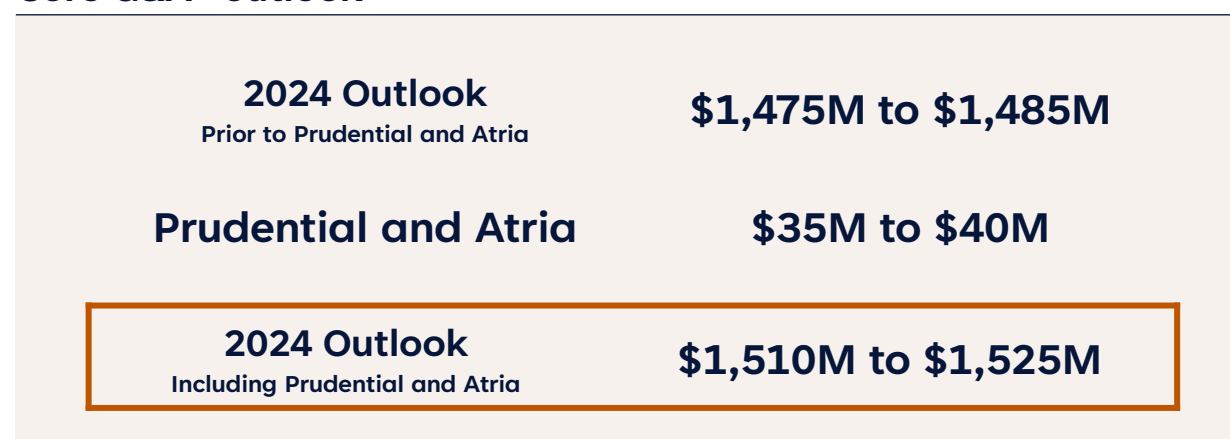 2024 Outlook
Prior to Prudential and Atria
$1,475M to $1,485M
Prudential and Atria
$35M to $40M
2024 Outlook
Including Prudential and Atria
$1,510M to $1,525M